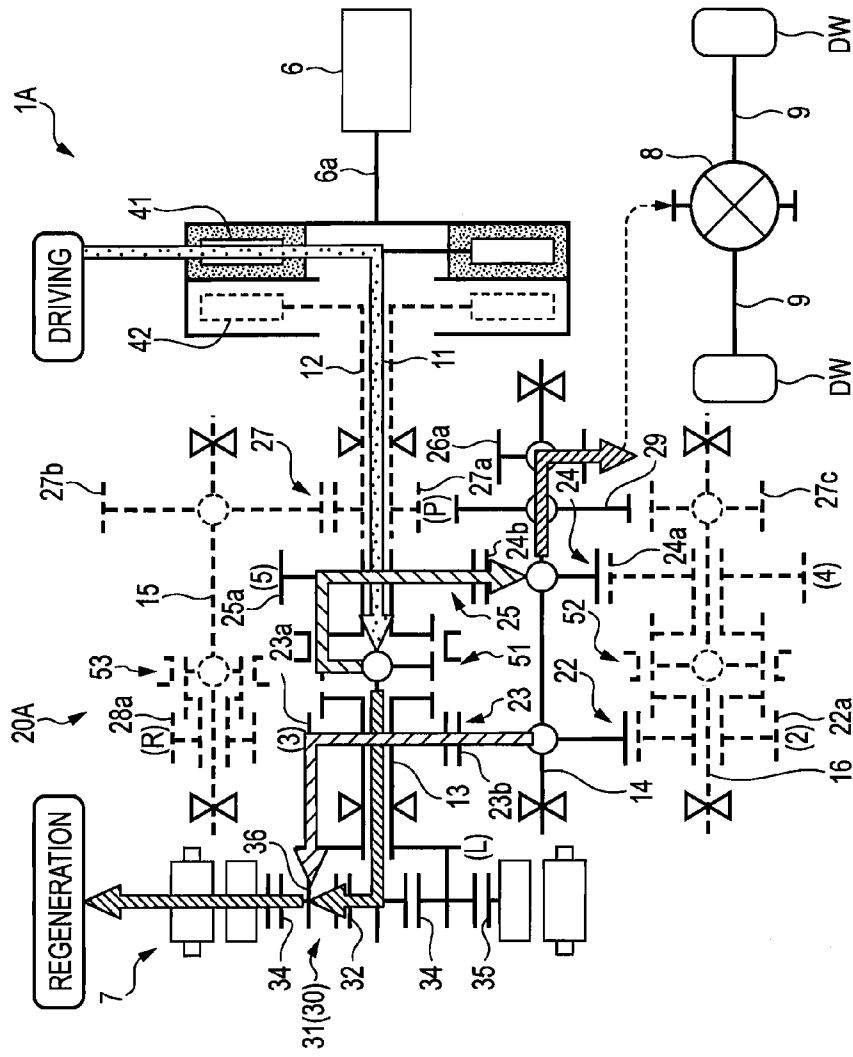 1A
DRIVING
41
6
6a
42
12
11
DW
9
8
9
DW
27b
27
27a
(P)
26a
24
29
27c
15
25a
(5)
24b
25
24a
(4)
20A
53
23a
51
52
28a
(R)
(3)
23
22
(2)
22a
23b
14
16
13
REGENERATION
7
36
(L)
34
32
34
35
31(30)